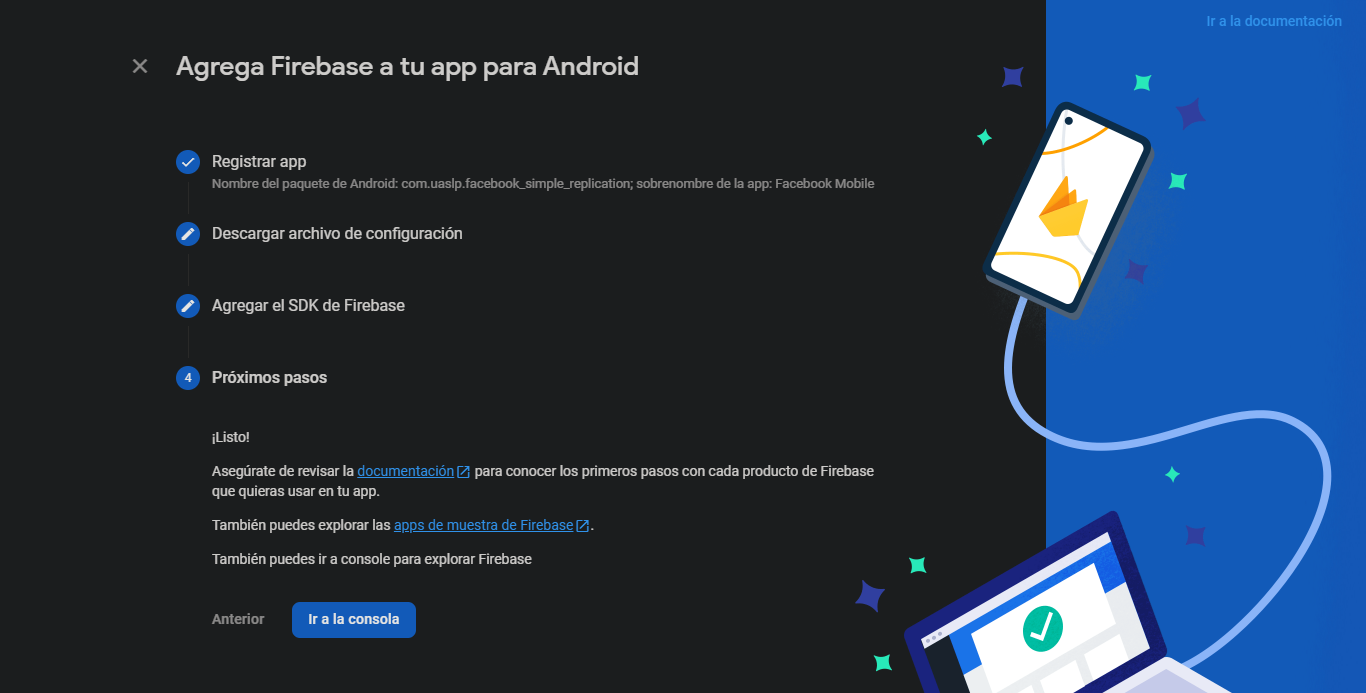 Ir a la documentación
Agrega Firebase a tu app para Android
Registrar app
Nombre del paquete de Android: com.uaslp.facebook_simple_replication; sobrenombre de la app: Facebook Mobile
Descargar archivo de configuración
Agregar el SDK de Firebase
4 Próximos pasos
¡Listo!
Asegúrate de revisar la documentación para conocer los primeros pasos con cada producto de Firebase
que quieras usar en tu app.
También puedes explorar las apps de muestra de Firebase.
También puedes ir a console para explorar Firebase
Anterior Ir a la consola